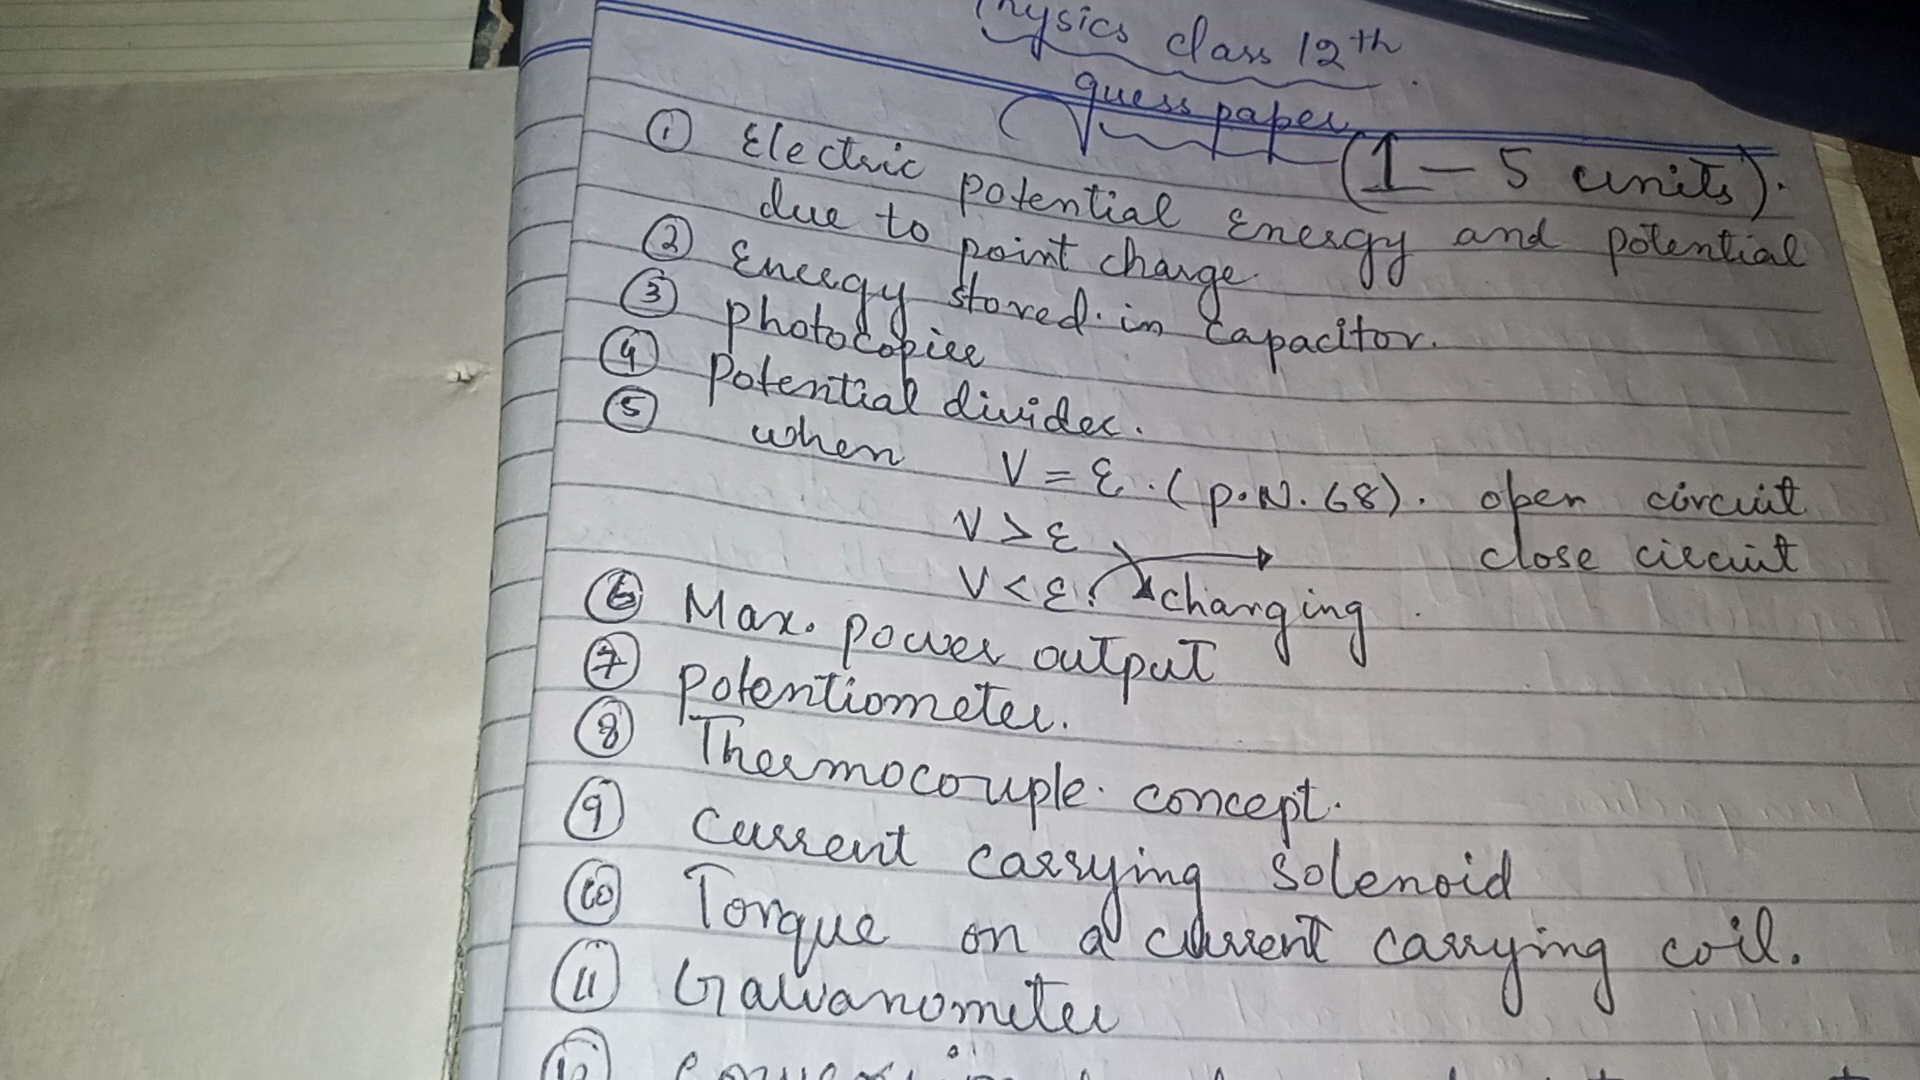 Physics class 12th.
guess paper
(1 – 5 units).
① Electric potential Energy and potential
due to point charge.
② Energy stored in Capacitor.
③ photocopier
④ potential divider.
⑤ when V = ε. (P.N. 68). open circuit
V > ε close circuit
V < ε. charging
⑥ Max. power output
⑦ potentiometer.
⑧ Thermocouple. concept.
⑨ Current carrying solenoid
⑩ Torque on a current carrying coil.
⑪ Galvanometer
⑫